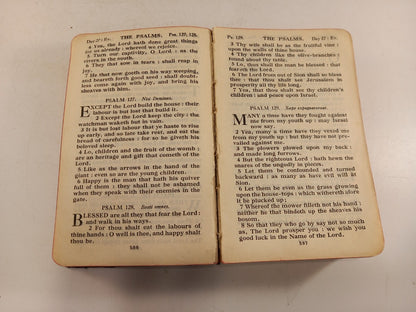 Day 27 : Ev. THE PSALMS. Pss. 127, 128.
4 Yea, the Lord hath done great things
for us already : whereof we rejoice.
5 Turn our captivity, O Lord : as the
rivers in the south.
6 They that sow in tears : shall reap in
joy.
7 He that now goeth on his way weeping,
and beareth forth good seed : shall doubt-
less come again with joy, and bring his
sheaves with him.
PSALM 127. Nisi Dominus.
EXCEPT the Lord build the house : their
labour is but lost that build it.
2 Except the Lord keep the city : the
watchman waketh but in vain.
3 It is but lost labour that ye haste to rise
up early, and so late take rest, and eat the
bread of carefulness : for so he giveth his
beloved sleep.
4 Lo, children and the fruit of the womb : are
an heritage and gift that cometh of the
Lord.
5 Like as the arrows in the hand of the
giant : even so are the young children.
6 Happy is the man that hath his quiver
full of them : they shall not be ashamed
when they speak with their enemies in the
gate.
PSALM 128. Beati omnes.
BLESSED are all they that fear the Lord :
and walk in his ways.
2 For thou shalt eat the labours of
thine hands : O well is thee, and happy shalt
thou be.
Ps. 129. THE PSALMS. Day 27 : Ev.
3 Thy wife shall be as the fruitful vine :
upon the walls of thine house.
4 Thy children like the olive-branches :
round about thy table.
5 Lo, thus shall the man be blessed : that
feareth the Lord.
6 The Lord from out of Sion shall so bless
thee : that thou shalt see Jerusalem in
prosperity all thy life long.
7 Yea, that thou shalt see thy children's
children : and peace upon Israel.
PSALM 129. Sæpe expugnaverunt.
MANY a time have they fought against
me from my youth up : may Israel
now say.
2 Yea, many a time have they vexed me
from my youth up : but they have not pre-
vailed against me.
3 The plowers plowed upon my back :
and made long furrows.
4 But the righteous Lord : hath hewn the
snares of the ungodly in pieces.
5 Let them be confounded and turned
backward : as many as have evil will at
Sion.
6 Let them be even as the grass growing
upon the house-tops : which withereth afore
it be plucked up;
7 Whereof the mower filleth not his hand :
neither he that bindeth up the sheaves his
bosom.
8 So that they who go by say not so much
as, The Lord prosper you : we wish you
good luck in the Name of the Lord.